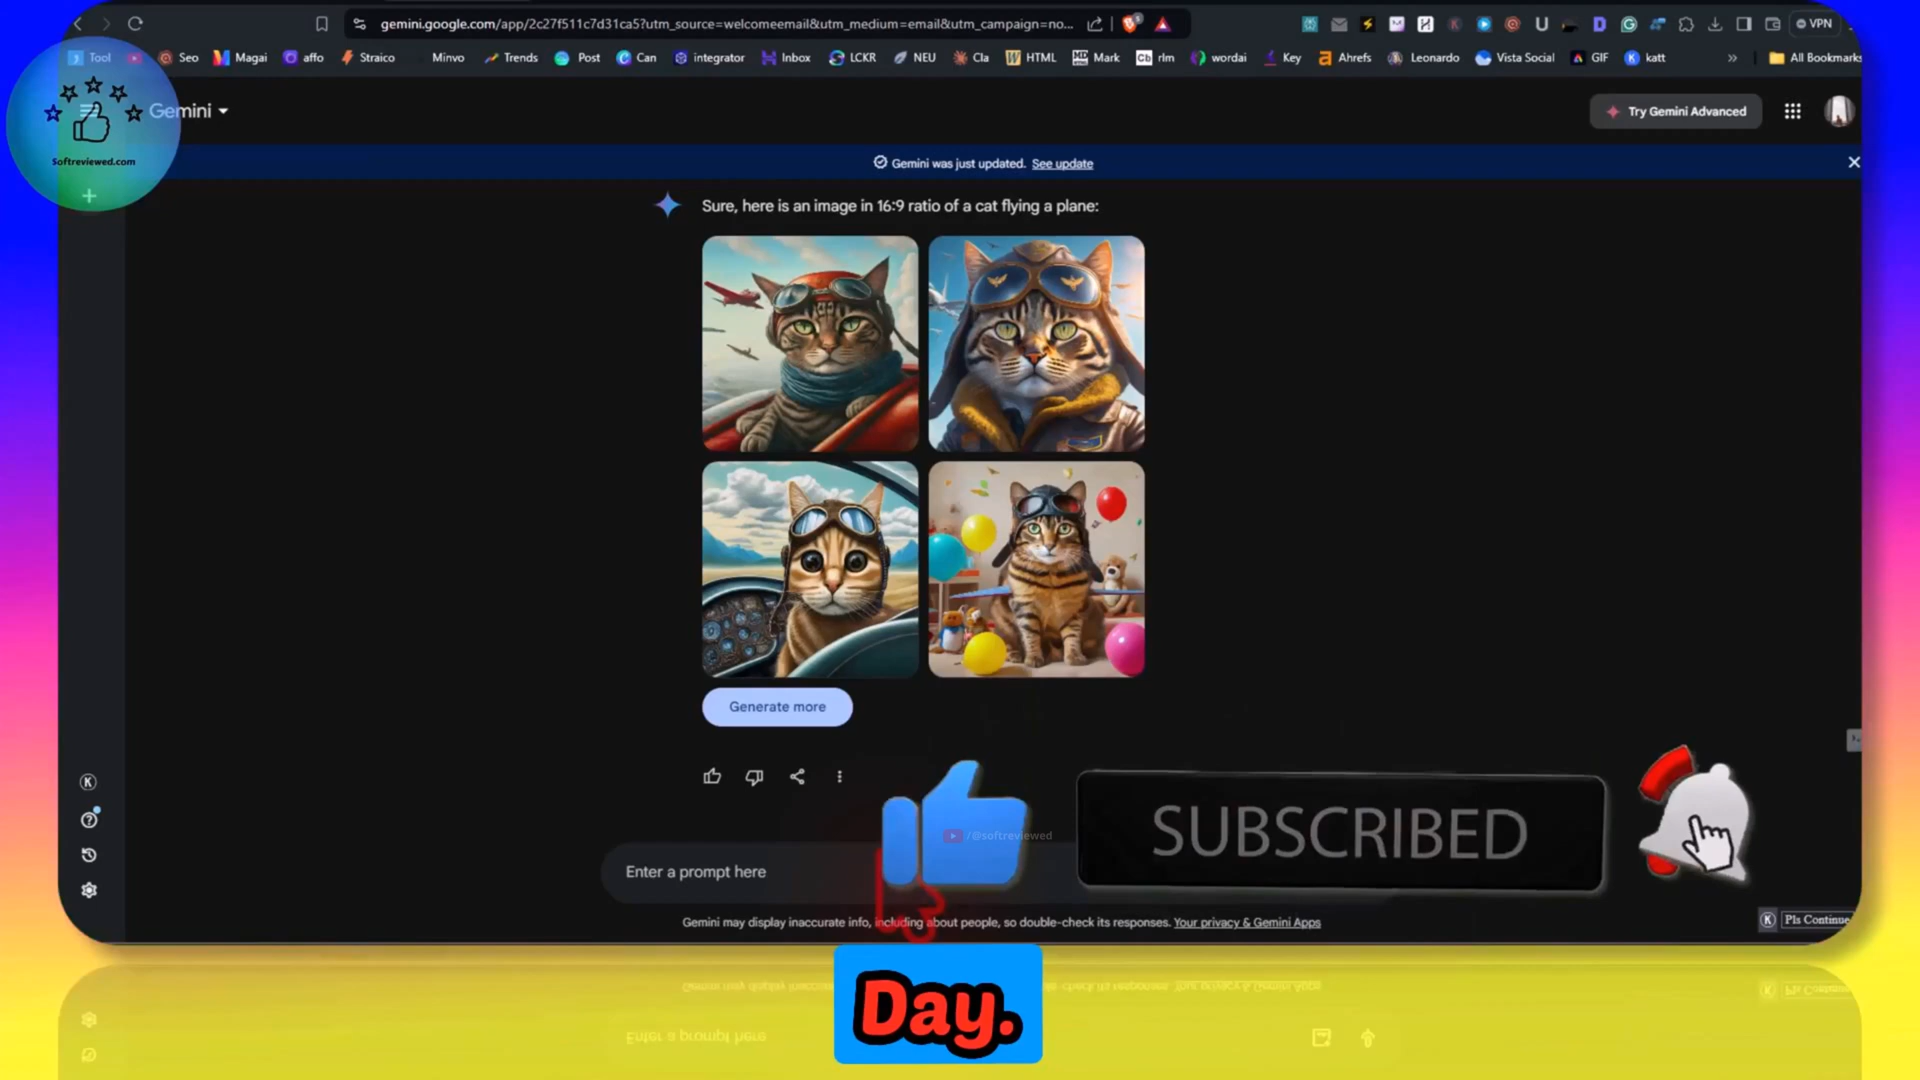 gemini.google.com/app/2c27f511c7d31ca5?utm_source=welcomeemail&utm_medium=email&utm_campaign=no...
VPN
Tool
Seo
Magai
affo
Straico
Minvo
Trends
Post
Can
integrator
Inbox
LCKR
NEU
Cla
HTML
Mark
rlm
wordai
Key
Ahrefs
Leonardo
Vista Social
GIF
katt
»
All Bookmarks
Softreviewed.com
Gemini
Try Gemini Advanced
Gemini was just updated. See update
Sure, here is an image in 16:9 ratio of a cat flying a plane:
Generate more
/@softreviewed
SUBSCRIBED
Enter a prompt here
Gemini may display inaccurate info, including about people, so double-check its responses. Your privacy & Gemini Apps
K
Pls Continue
Day.